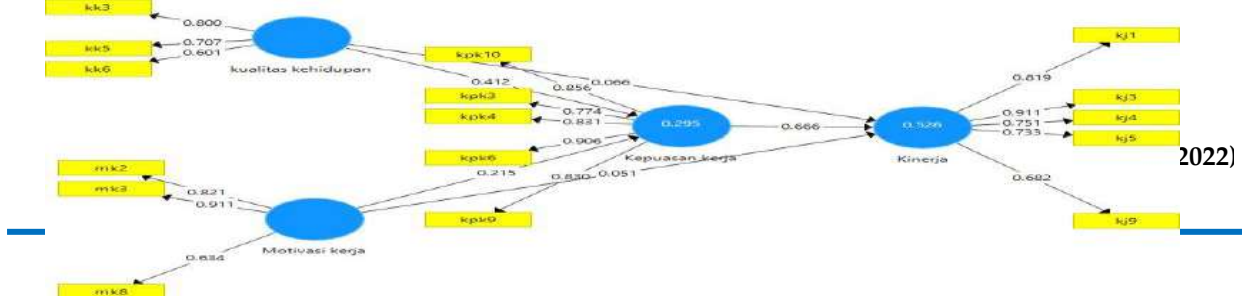 kk3
0.800
kk5
0.707
kk6
0.601
kualitas kehidupan
kpk10
0.412
0.856
0.066
kpk3
0.774
kpk4
0.831
kpk6
0.906
0.215
0.830
0.051
kpk9
0.295
Kepuasan kerja
0.666
0.526
Kinerja
kj1
0.819
kj3
0.911
kj4
0.751
kj5
0.733
0.682
kj9
2022)
mk2
0.821
mk3
0.911
Motivasi kerja
0.634
mk8